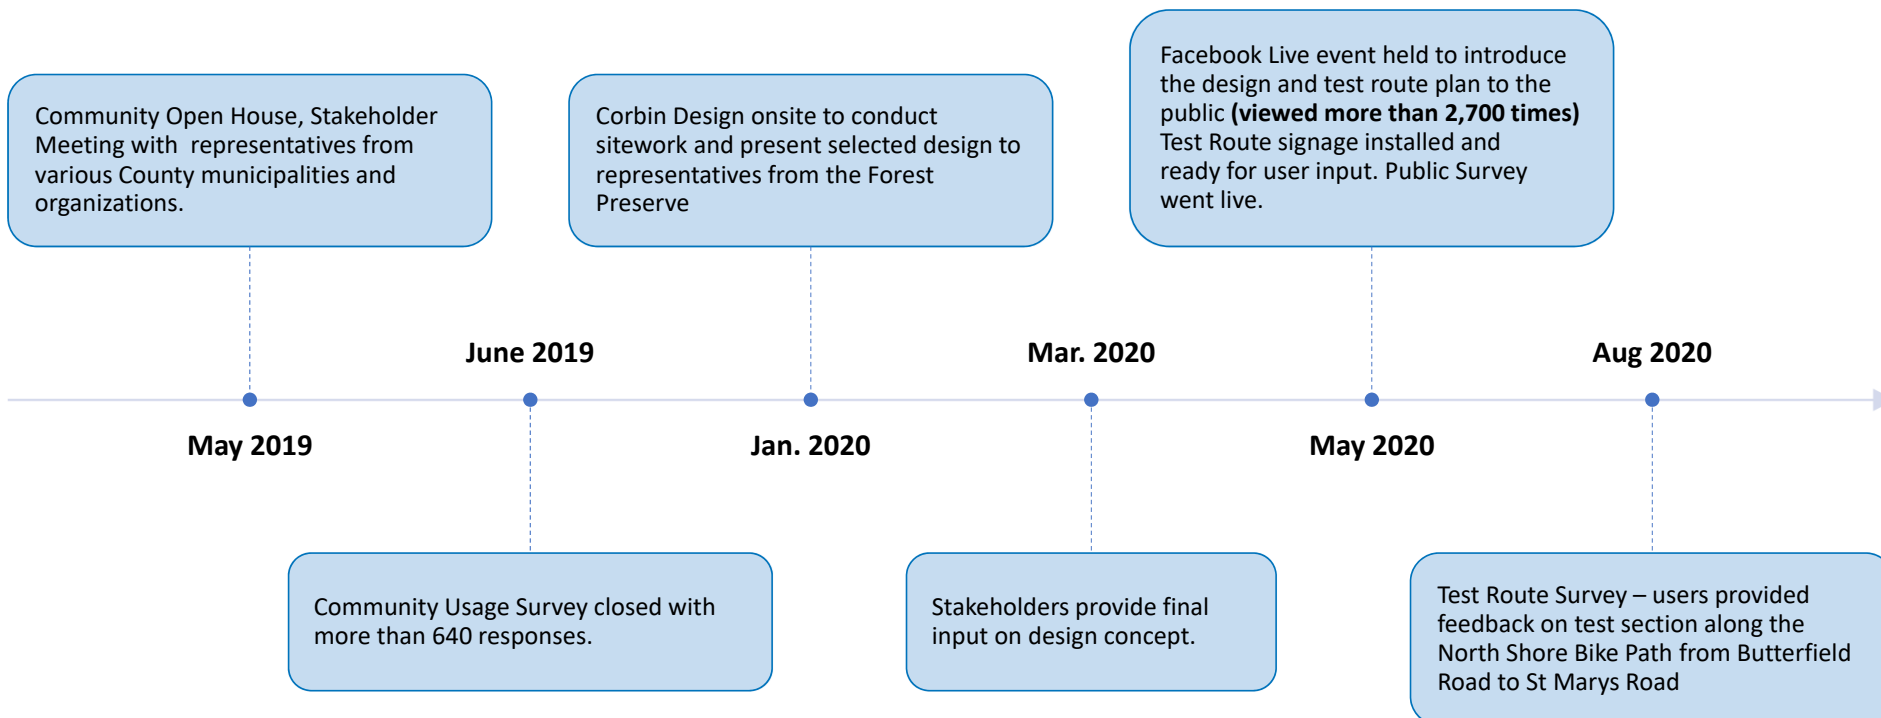 Community Open House, Stakeholder
Meeting with  representatives from
various County municipalities and
organizations.
Corbin Design onsite to conduct
sitework and present selected design to
representatives from the Forest
Preserve
Facebook Live event held to introduce
the design and test route plan to the
public (viewed more than 2,700 times)
Test Route signage installed and
ready for user input. Public Survey
went live.
June 2019
Mar. 2020
Aug 2020
May 2019
Jan. 2020
May 2020
Community Usage Survey closed with
more than 640 responses.
Stakeholders provide final
input on design concept.
Test Route Survey – users provided
feedback on test section along the
North Shore Bike Path from Butterfield
Road to St Marys Road